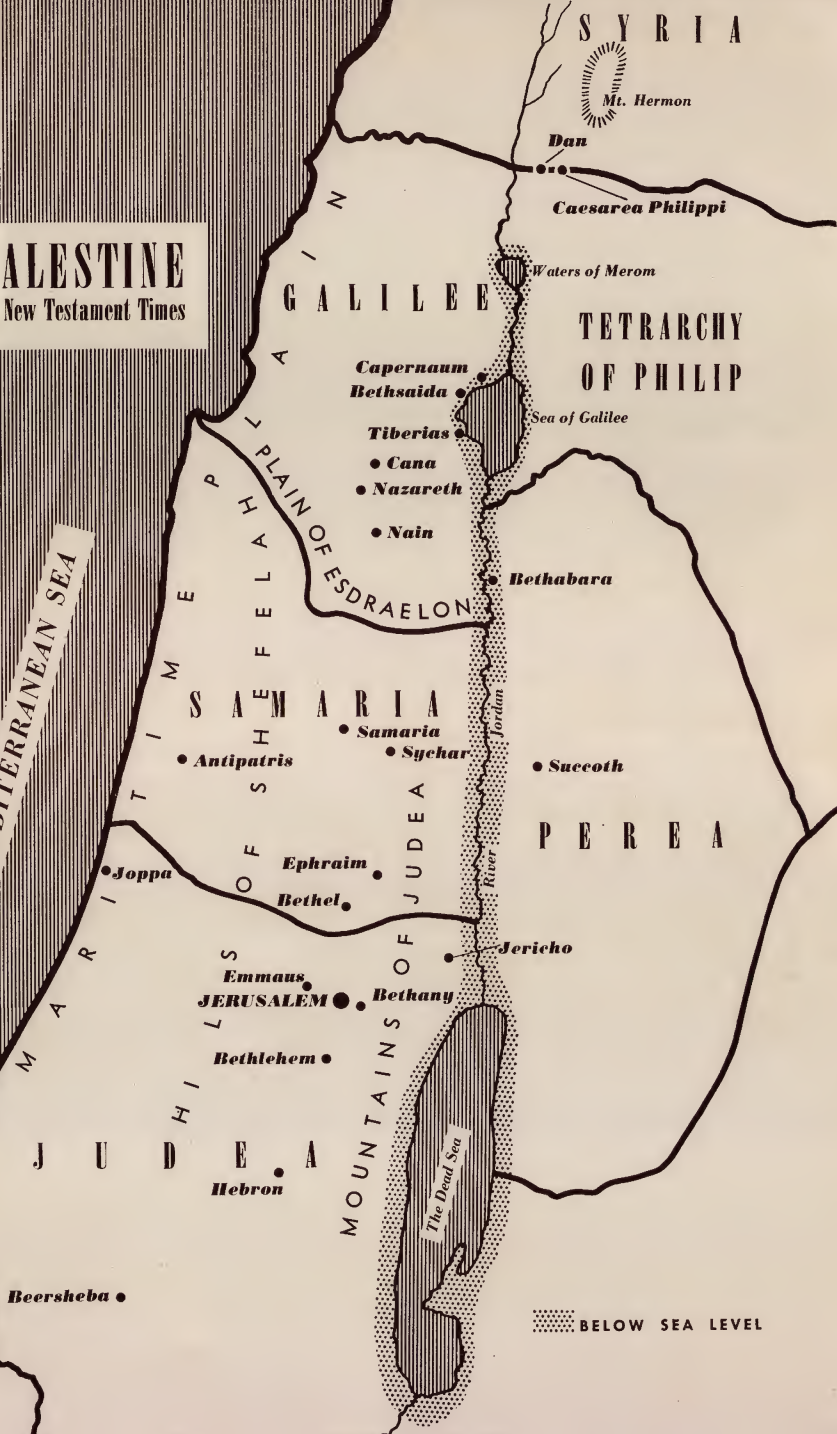 SYRIA
Mt. Hermon
Dan
Caesarea Philippi
ALESTINE
New Testament Times
Waters of Merom
GALILEE
TETRARCHY
OF PHILIP
Capernaum
Bethsaida
Sea of Galilee
Tiberias
Cana
Nazareth
Nain
PLAIN OF ESDRAELON
Bethabara
DITERRANEAN SEA
MARITIME PLAIN
HILLS OF SHEFELAH
SAMARIA
Samaria
Sychar
Antipatris
Jordan River
Succoth
PEREA
Joppa
Ephraim
Bethel
Jericho
Emmaus
JERUSALEM
Bethany
Bethlehem
MOUNTAINS OF JUDEA
JUDEA
Hebron
The Dead Sea
Beersheba
BELOW SEA LEVEL